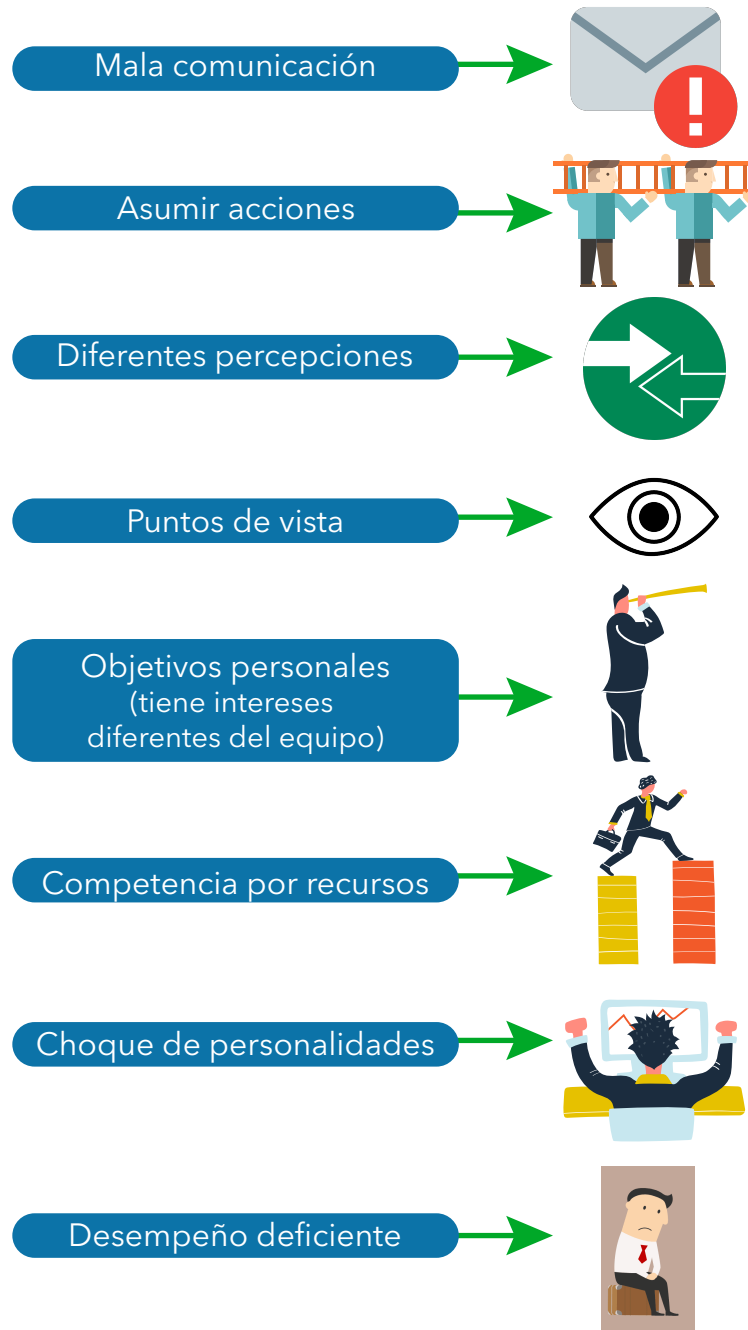 Mala comunicación
Asumir acciones
Diferentes percepciones
Puntos de vista
Objetivos personales
(tiene intereses
diferentes del equipo)
Competencia por recursos
Choque de personalidades
Desempeño deficiente